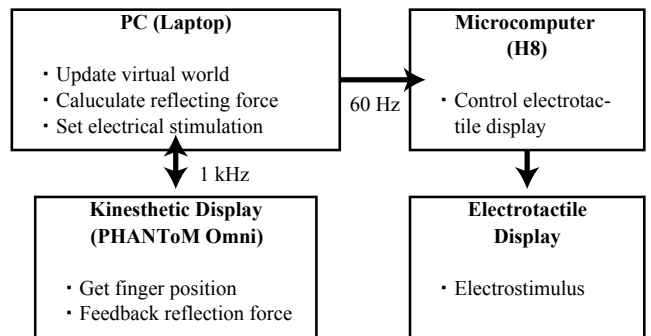 PC (Laptop)
・Update virtual world
・Caluculate reflecting force
・Set electrical stimulation
60 Hz
Microcomputer
(H8)
・Control electrotac-
tile display
1 kHz
Kinesthetic Display
(PHANToM Omni)
・Get finger position
・Feedback reflection force
Electrotactile
Display
・Electrostimulus